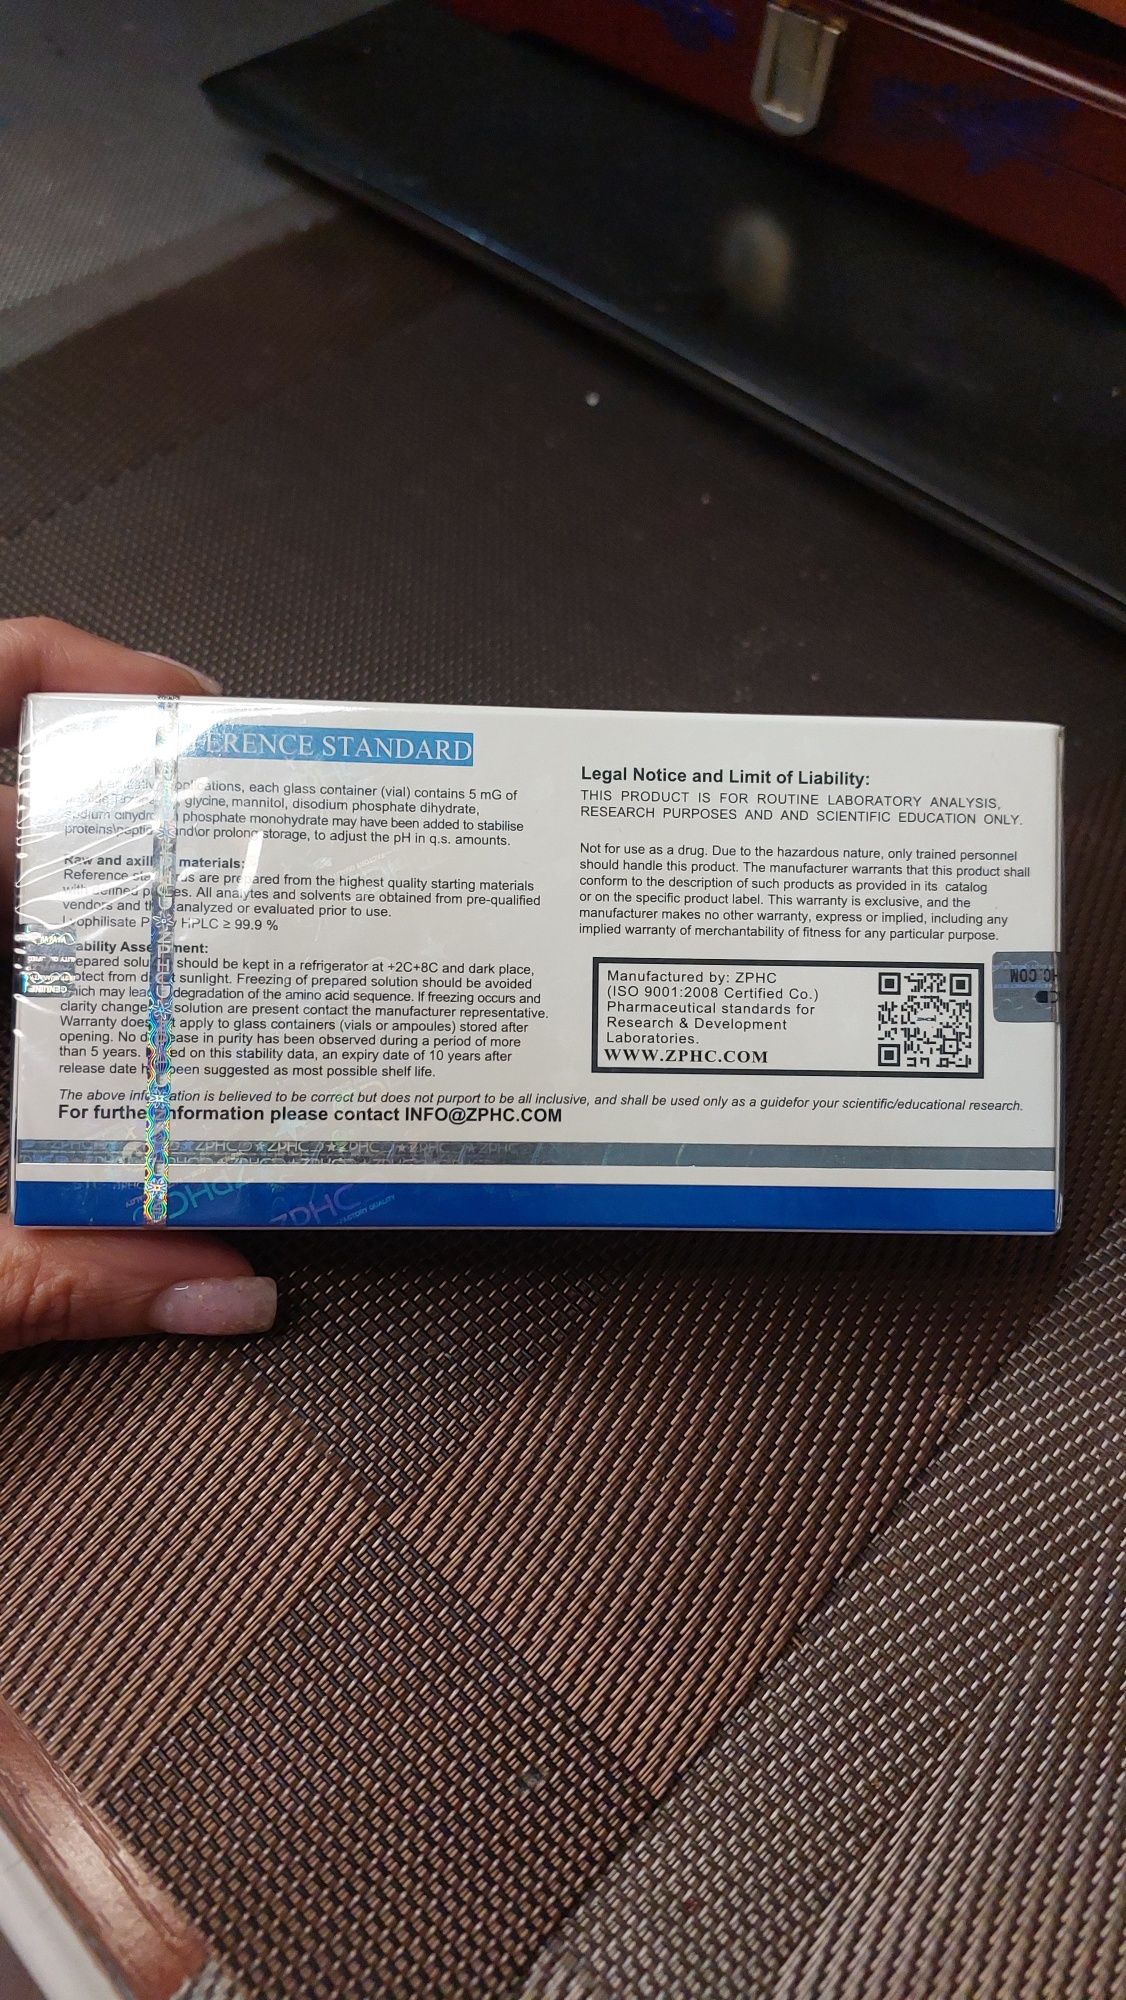 ERENCE STANDARD
each glass container (vial) contains 5 mG of
glycine, mannitol, disodium phosphate dihydrate,
phosphate monohydrate may have been added to stabilise
storage, to adjust the pH in q.s. amounts.
Raw and materials:
Reference are prepared from the highest quality starting materials
with defined All analytes and solvents are obtained from pre-qualified
vendors and analyzed or evaluated prior to use.
HPLC ≥ 99.9 %
should be kept in a refrigerator at +2C+8C and dark place,
sunlight. Freezing of prepared solution should be avoided
which may degradation of the amino acid sequence. If freezing occurs and
clarity solution are present contact the manufacturer representative.
Warranty apply to glass containers (vials or ampoules) stored after
opening. No in purity has been observed during a period of more
than 5 years. on this stability data, an expiry date of 10 years after
release date been suggested as most possible shelf life.
The above is believed to be correct but does not purport to be all inclusive, and shall be used only as a guidefor your scientific/educational research.
For please contact INFO@ZPHC.COM
Legal Notice and Limit of Liability:
THIS PRODUCT IS FOR ROUTINE LABORATORY ANALYSIS,
RESEARCH PURPOSES AND AND SCIENTIFIC EDUCATION ONLY.
Not for use as a drug. Due to the hazardous nature, only trained personnel
should handle this product. The manufacturer warrants that this product shall
conform to the description of such products as provided in its catalog
or on the specific product label. This warranty is exclusive, and the
manufacturer makes no other warranty, express or implied, including any
implied warranty of merchantability of fitness for any particular purpose.
Manufactured by: ZPHC
(ISO 9001:2008 Certified Co.)
Pharmaceutical standards for
Research & Development
Laboratories.
WWW.ZPHC.COM
ZPHC ZPHC ZPHC ZPHC
ZPHC